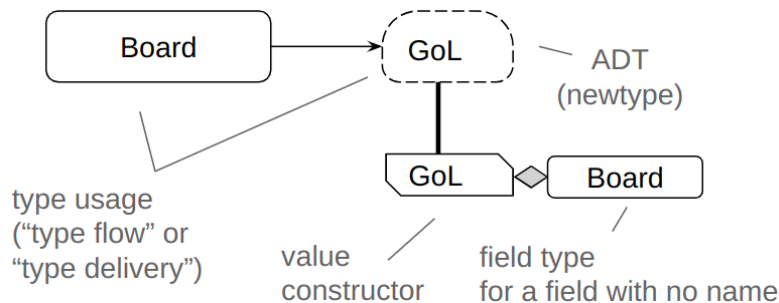 Board
GoL
ADT
(newtype)
GoL
Board
type usage
(“type flow” or
“type delivery”)
value
constructor
field type
for a field with no name